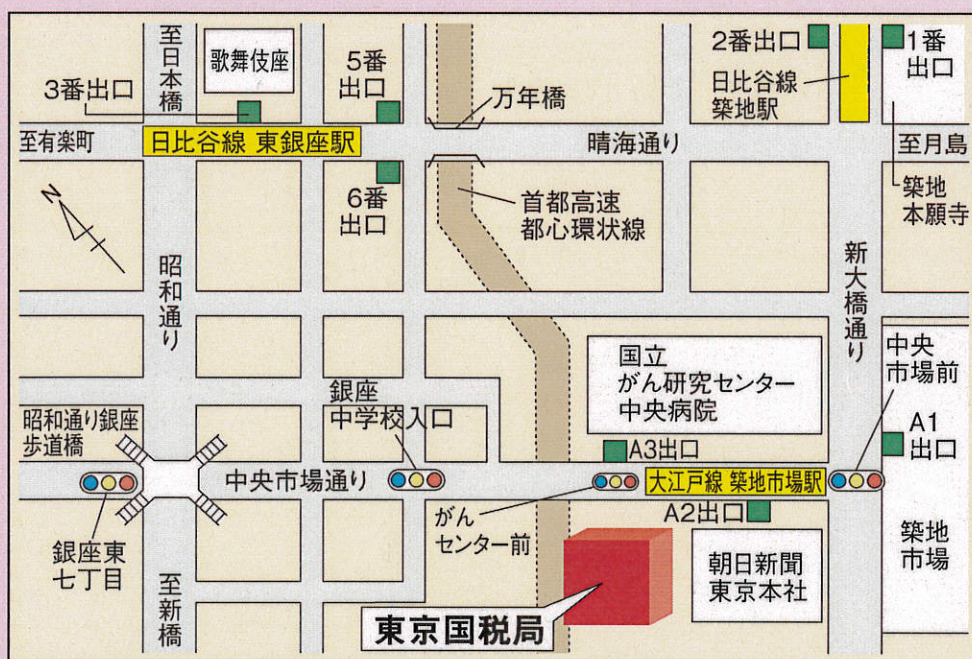 至日本橋
歌舞伎座
5番
出口
2番出口
1番
出口
3番出口
万年橋
日比谷線
築地駅
至有楽町
日比谷線 東銀座駅
晴海通り
至月島
6番
出口
首都高速
都心環状線
築地
本願寺
N
昭和通り
新大橋通り
国立
がん研究センター
中央病院
中央
市場前
銀座
中学校入口
昭和通り銀座
歩道橋
A3出口
A1
出口
中央市場通り
大江戸線 築地市場駅
がん
センター前
A2出口
銀座東
七丁目
至新橋
朝日新聞
東京本社
築地
市場
東京国税局